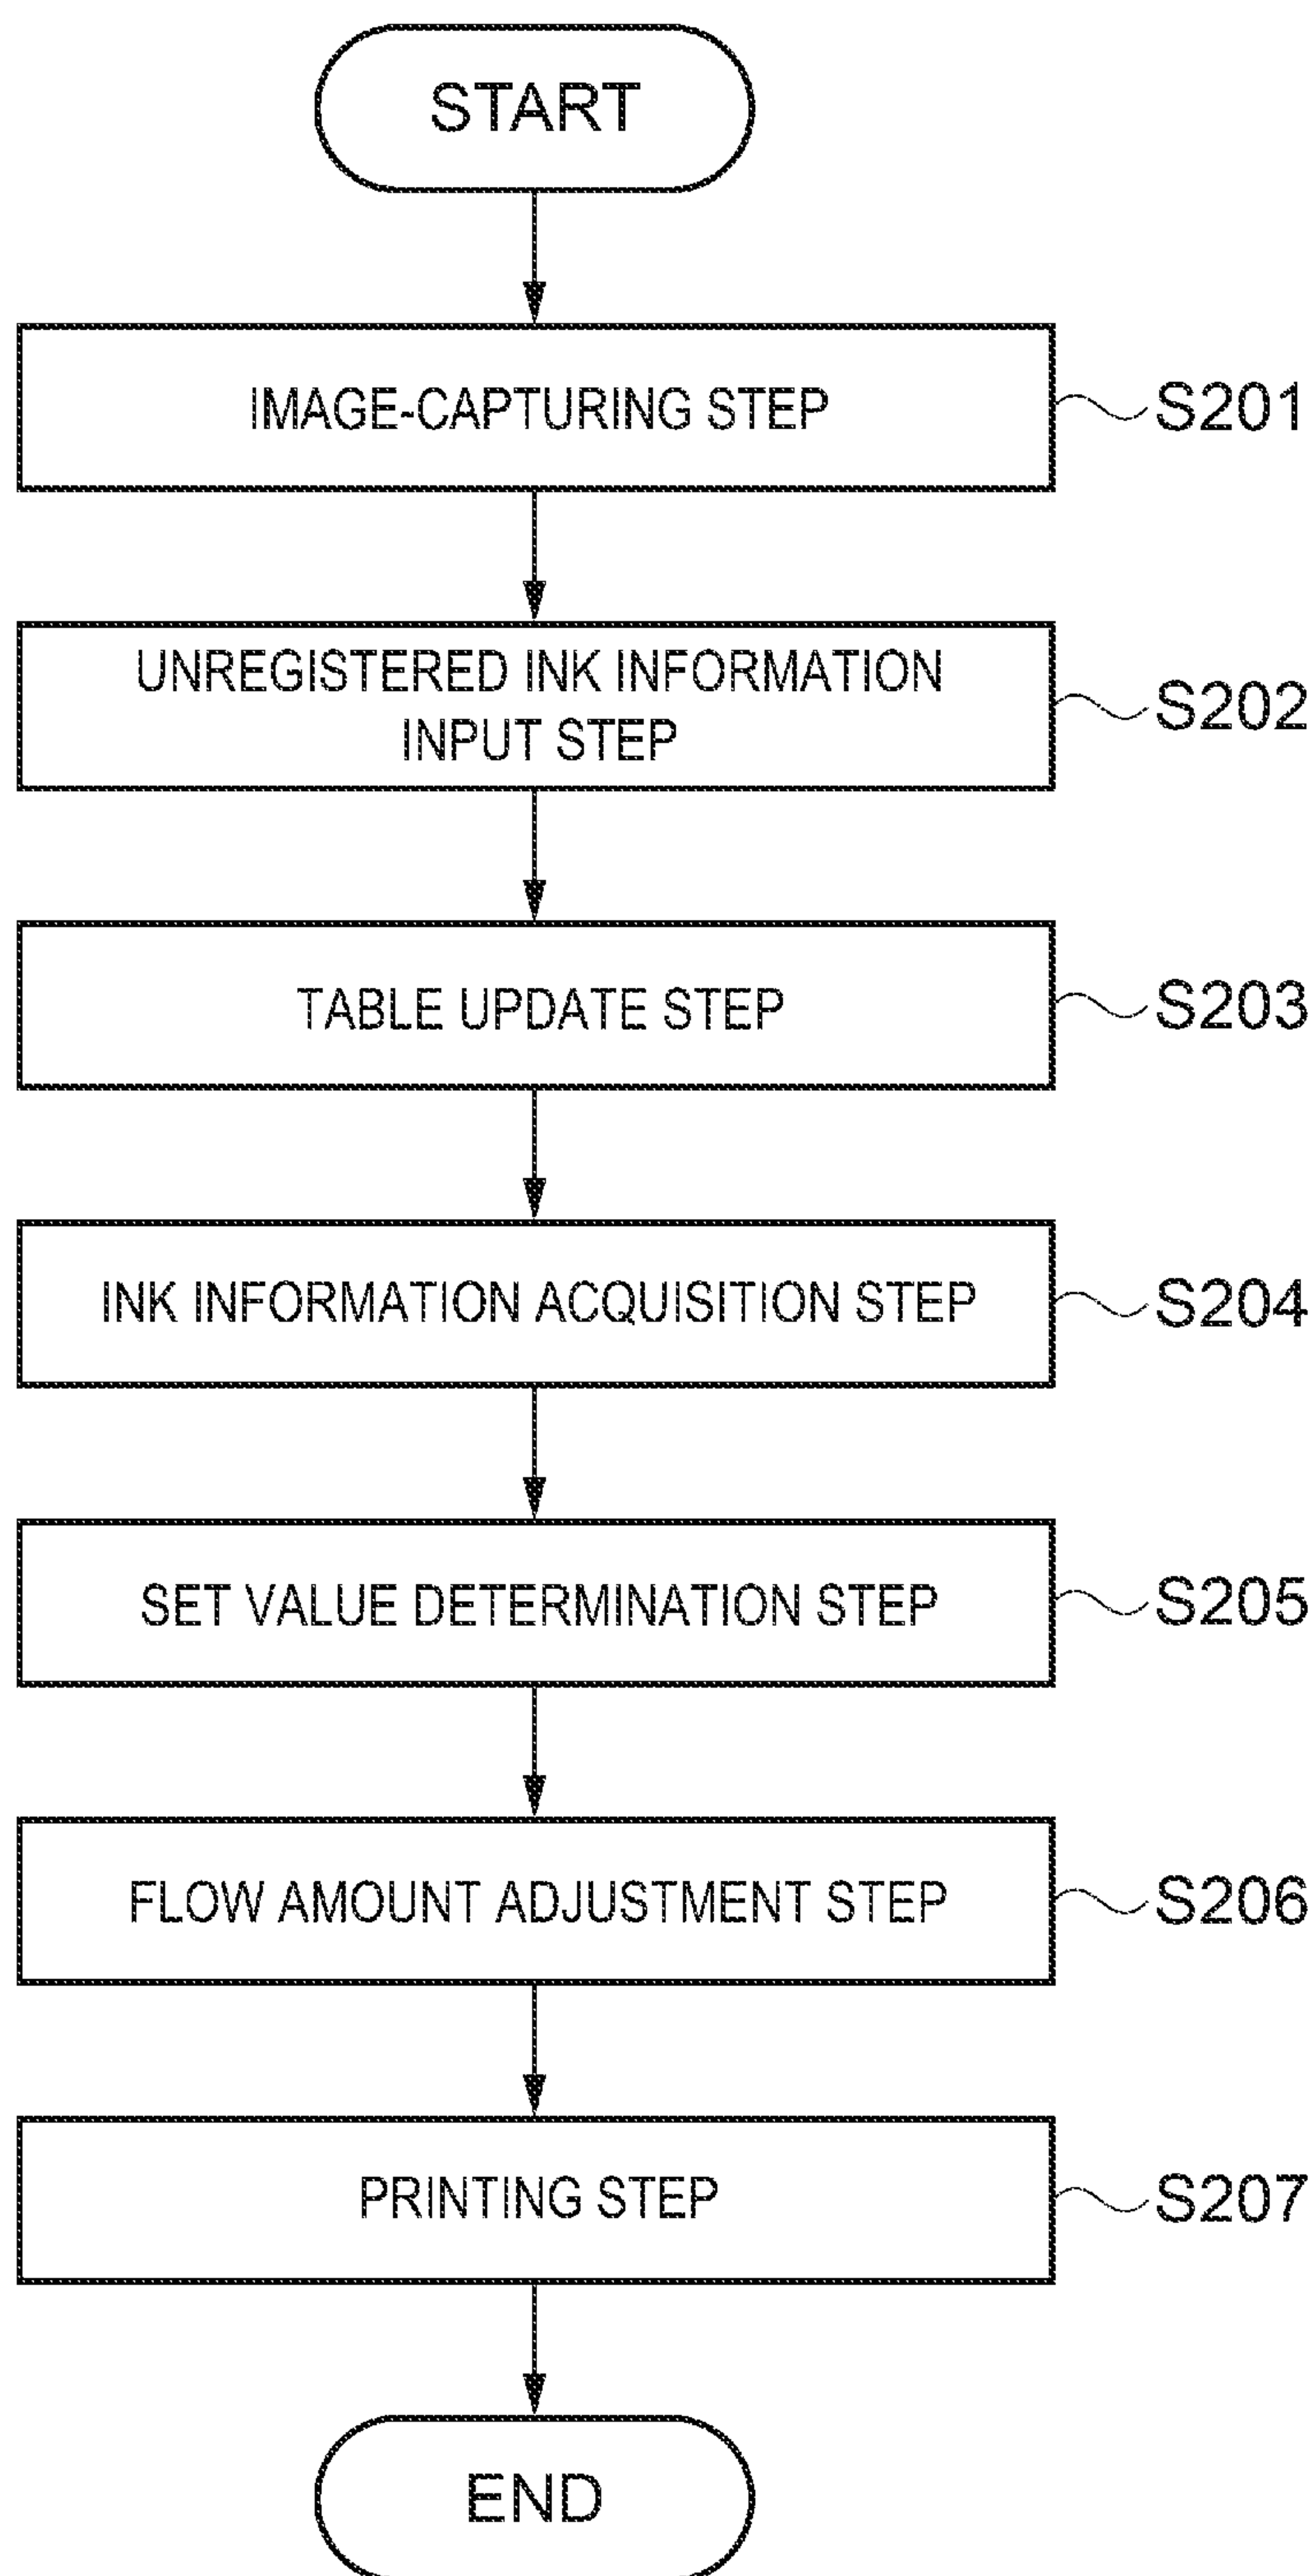 START
IMAGE-CAPTURING STEP
S201
UNREGISTERED INK INFORMATION
INPUT STEP
S202
TABLE UPDATE STEP
S203
INK INFORMATION ACQUISITION STEP
S204
SET VALUE DETERMINATION STEP
S205
FLOW AMOUNT ADJUSTMENT STEP
S206
PRINTING STEP
S207
END